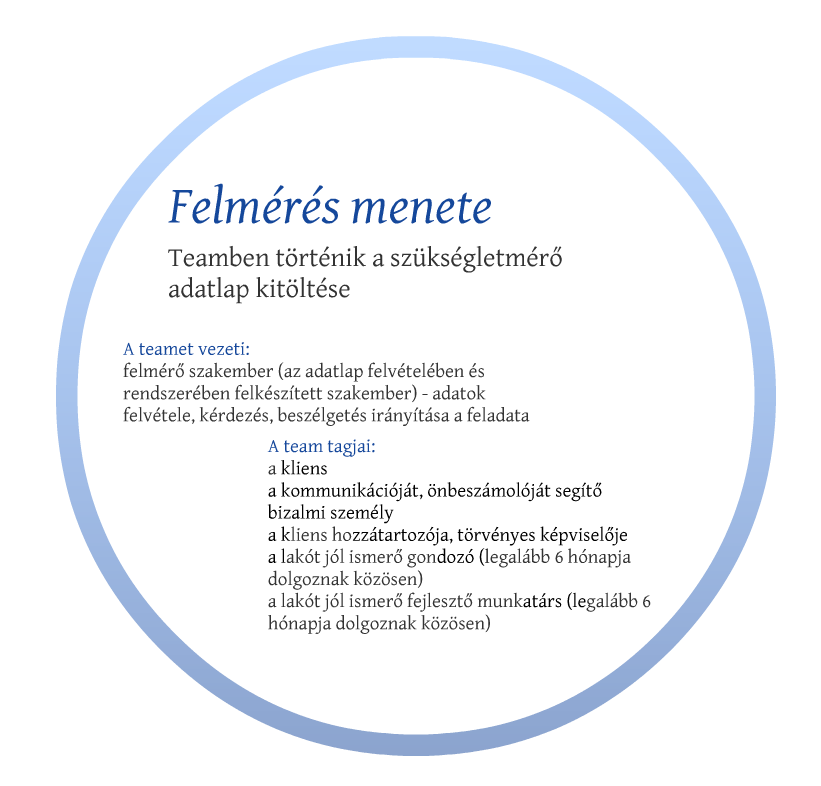 Felmérés menete
Teamben történik a szükségletmérő
adatlap kitöltése
A teamet vezeti:
felmérő szakember (az adatlap felvételében és
rendszerében felkészített szakember) - adatok
felvétele, kérdezés, beszélgetés irányítása a feladata
A team tagjai:
a kliens
a kommunikációját, önbeszámolóját segítő
bizalmi személy
a kliens hozzátartozója, törvényes képviselője
a lakót jól ismerő gondozó (legalább 6 hónapja
dolgoznak közösen)
a lakót jól ismerő fejlesztő munkatárs (legalább 6
hónapja dolgoznak közösen)